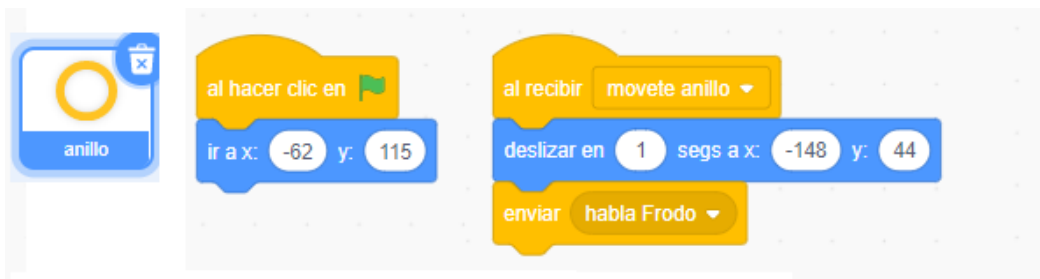 anillo
al hacer clic en
ir a x: -62 y: 115
al recibir movete anillo
deslizar en 1 segs a x: -148 y: 44
enviar habla Frodo